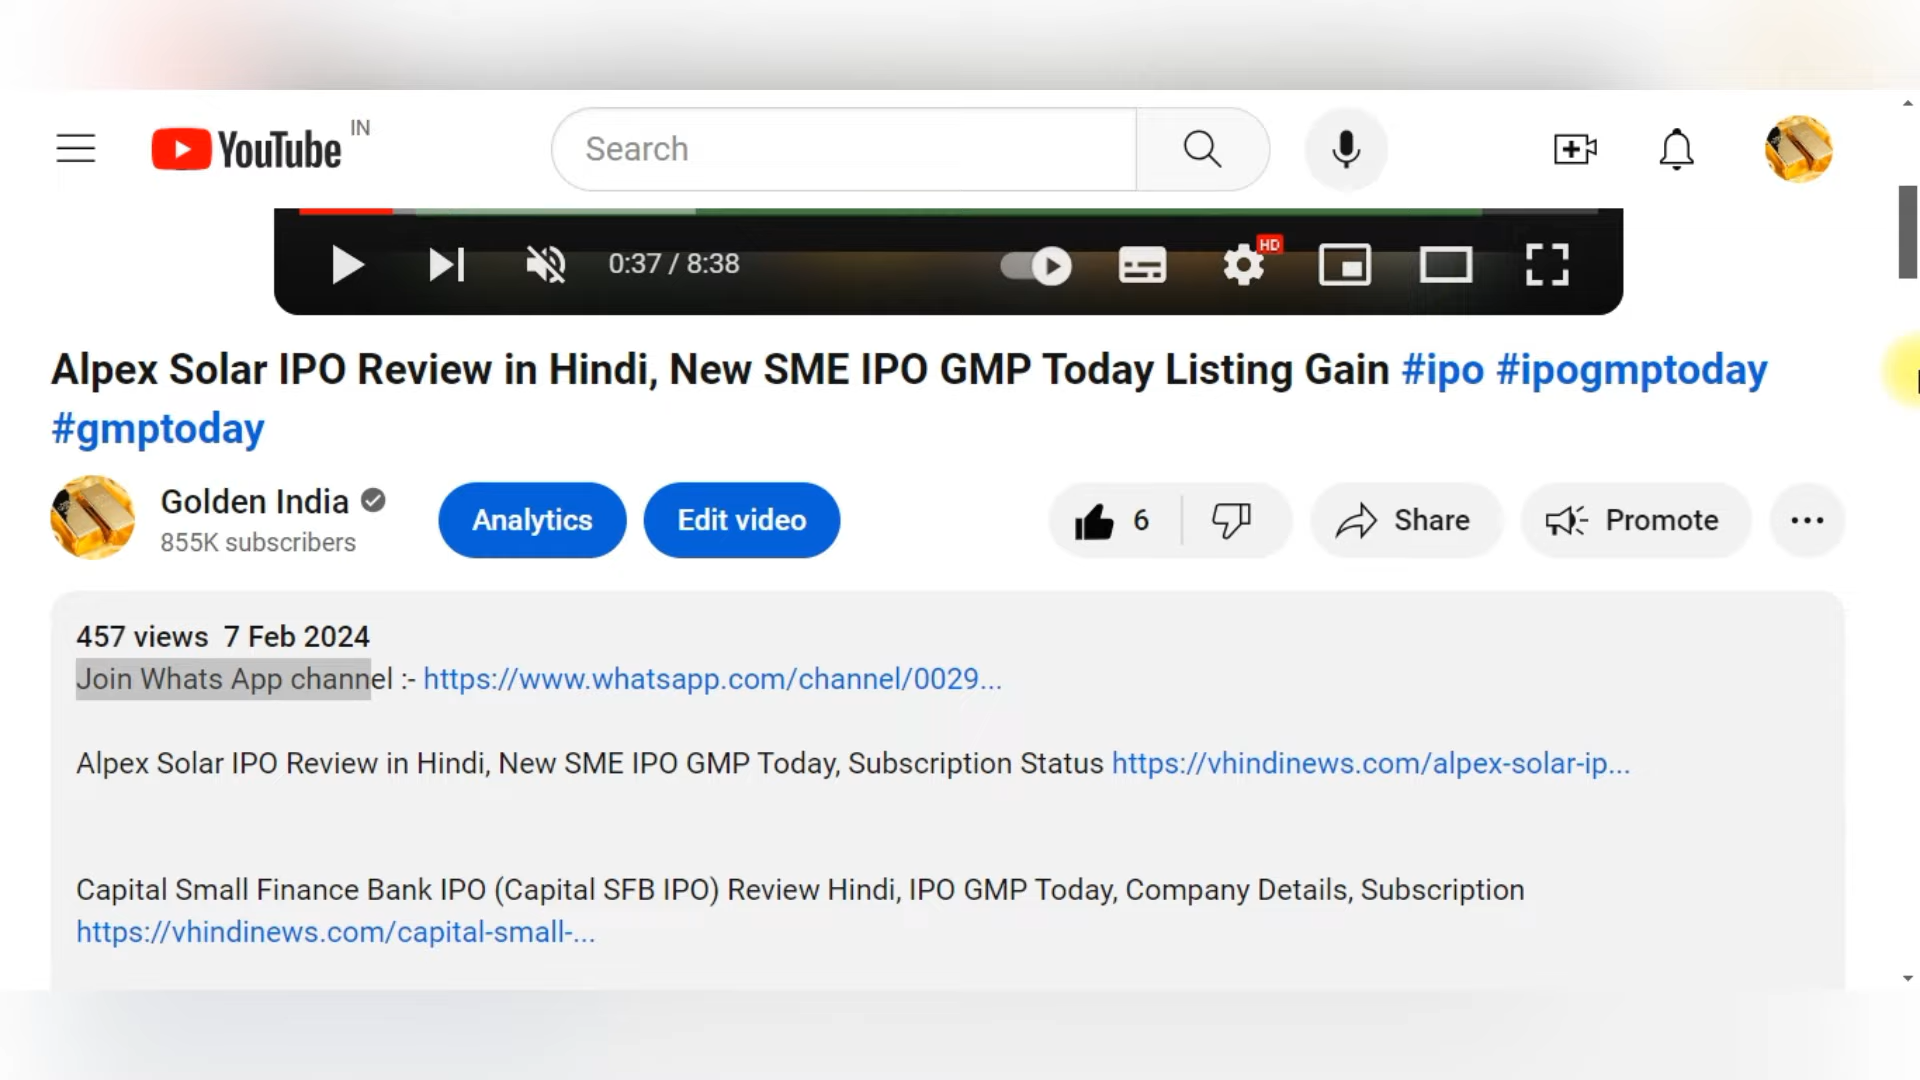 YouTube IN
Search
0:37 / 8:38
HD
Alpex Solar IPO Review in Hindi, New SME IPO GMP Today Listing Gain #ipo #ipogmptoday
#gmptoday
Golden India
855K subscribers
Analytics
Edit video
6
Share
Promote
457 views 7 Feb 2024
Join Whats App channel :- https://www.whatsapp.com/channel/0029...
Alpex Solar IPO Review in Hindi, New SME IPO GMP Today, Subscription Status https://vhindinews.com/alpex-solar-ip...
Capital Small Finance Bank IPO (Capital SFB IPO) Review Hindi, IPO GMP Today, Company Details, Subscription
https://vhindinews.com/capital-small-...